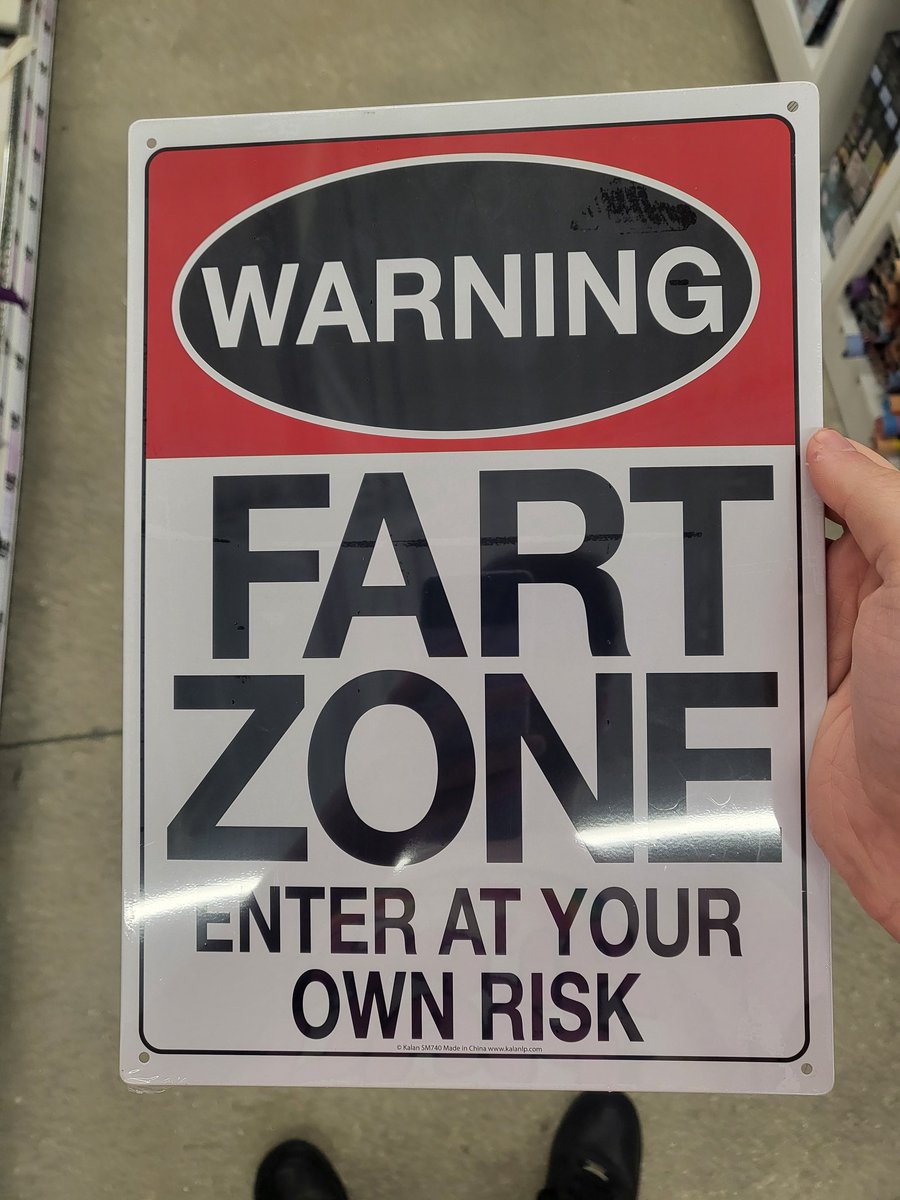 WARNING
FART
ZONE
ENTER AT YOUR
OWN RISK
© Kalan SM740 Made in China www.kalanlp.com